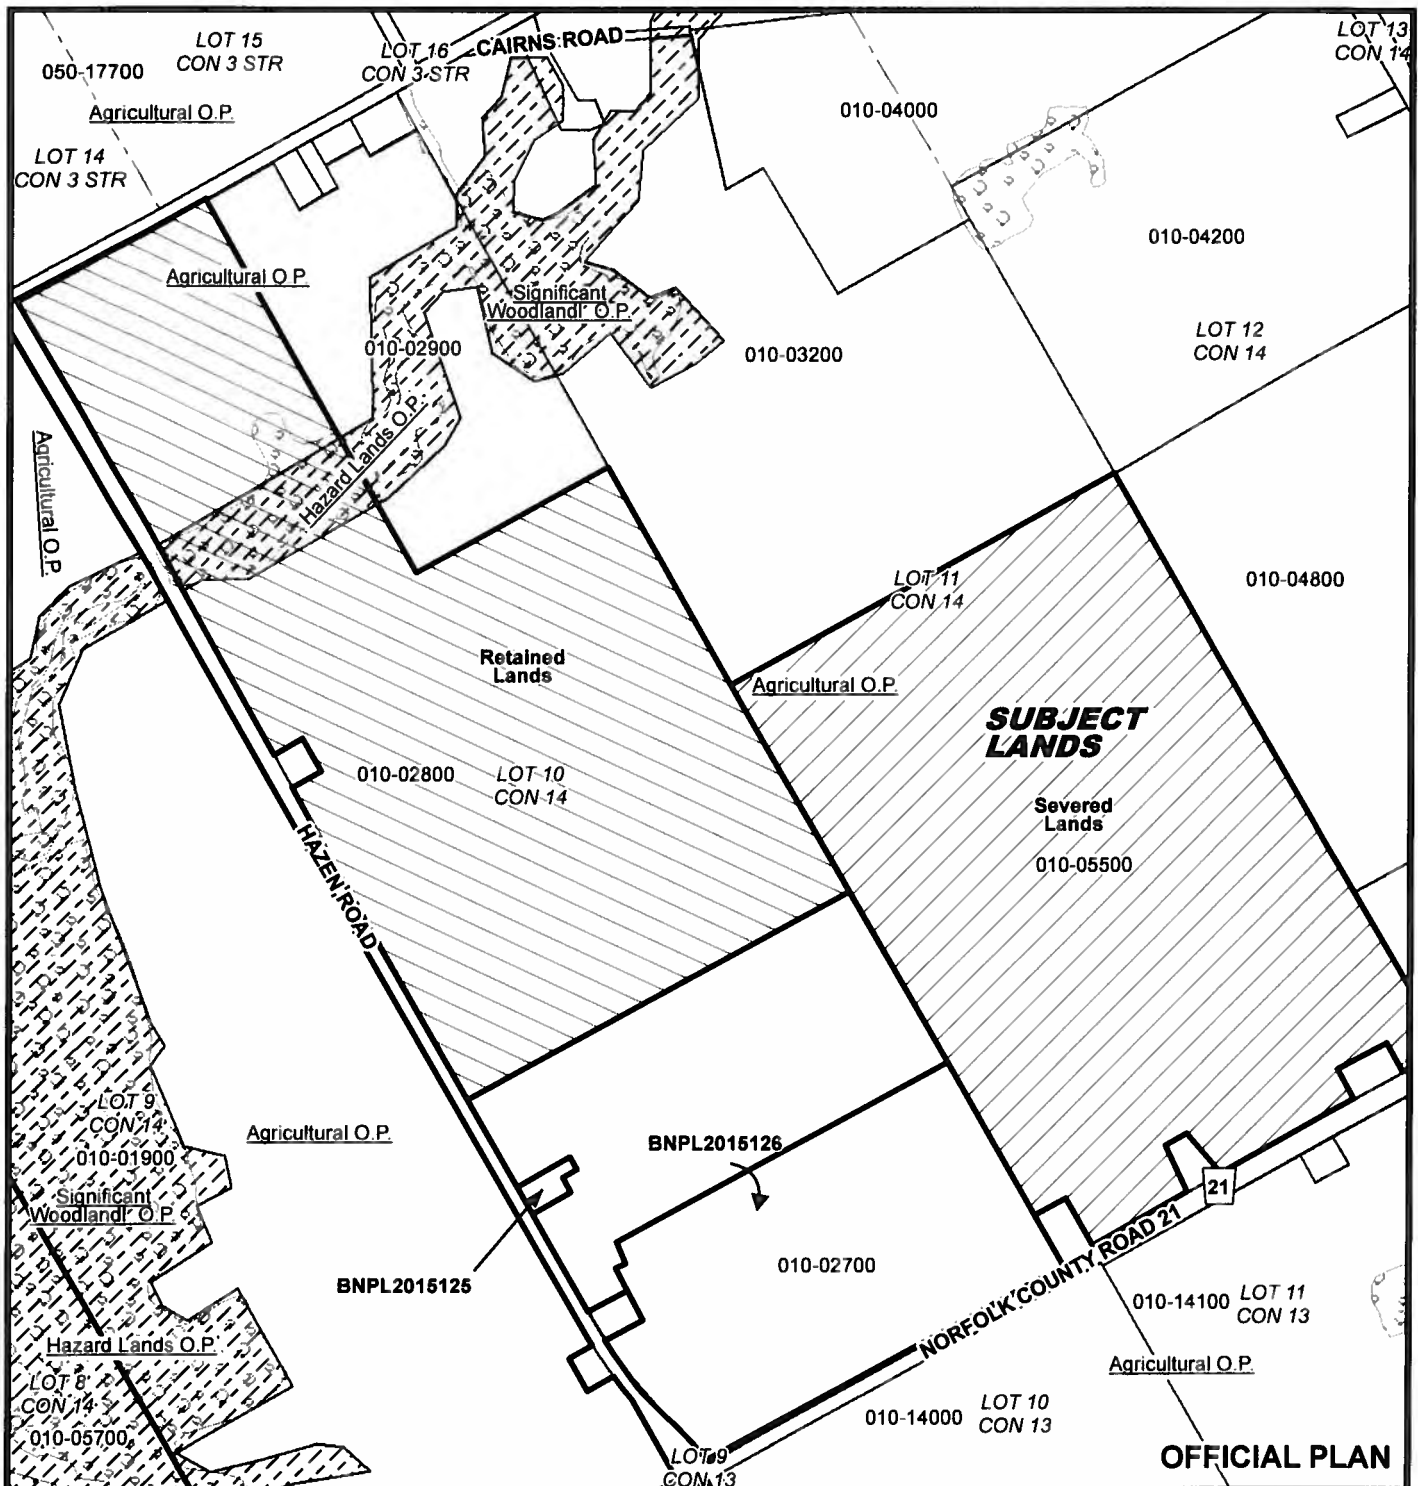 LOT 15
CON 3 STR
LOT 16
CON 3 STR
CAIRNS ROAD
LOT 13
CON 14
050-17700
Agricultural O.P.
010-04000
LOT 14
CON 3 STR
010-04200
Agricultural O.P.
Significant
Woodland O.P.
LOT 12
CON 14
010-02900
010-03200
Hazard Lands O.P.
Agricultural O.P.
LOT 11
CON 14
010-04800
Retained
Lands
Agricultural O.P.
SUBJECT
LANDS
010-02800
LOT 10
CON 14
Severed
Lands
010-05500
HAZEN ROAD
LOT 9
CON 14
010-01900
Agricultural O.P.
BNPL2015126
Significant
Woodland O.P.
21
BNPL2015125
010-02700
NORFOLK COUNTY ROAD 21
010-14100
LOT 11
CON 13
Hazard Lands O.P.
Agricultural O.P.
LOT 8
CON 14
010-05700
010-14000
LOT 10
CON 13
LOT 9
CON 13
OFFICIAL PLAN